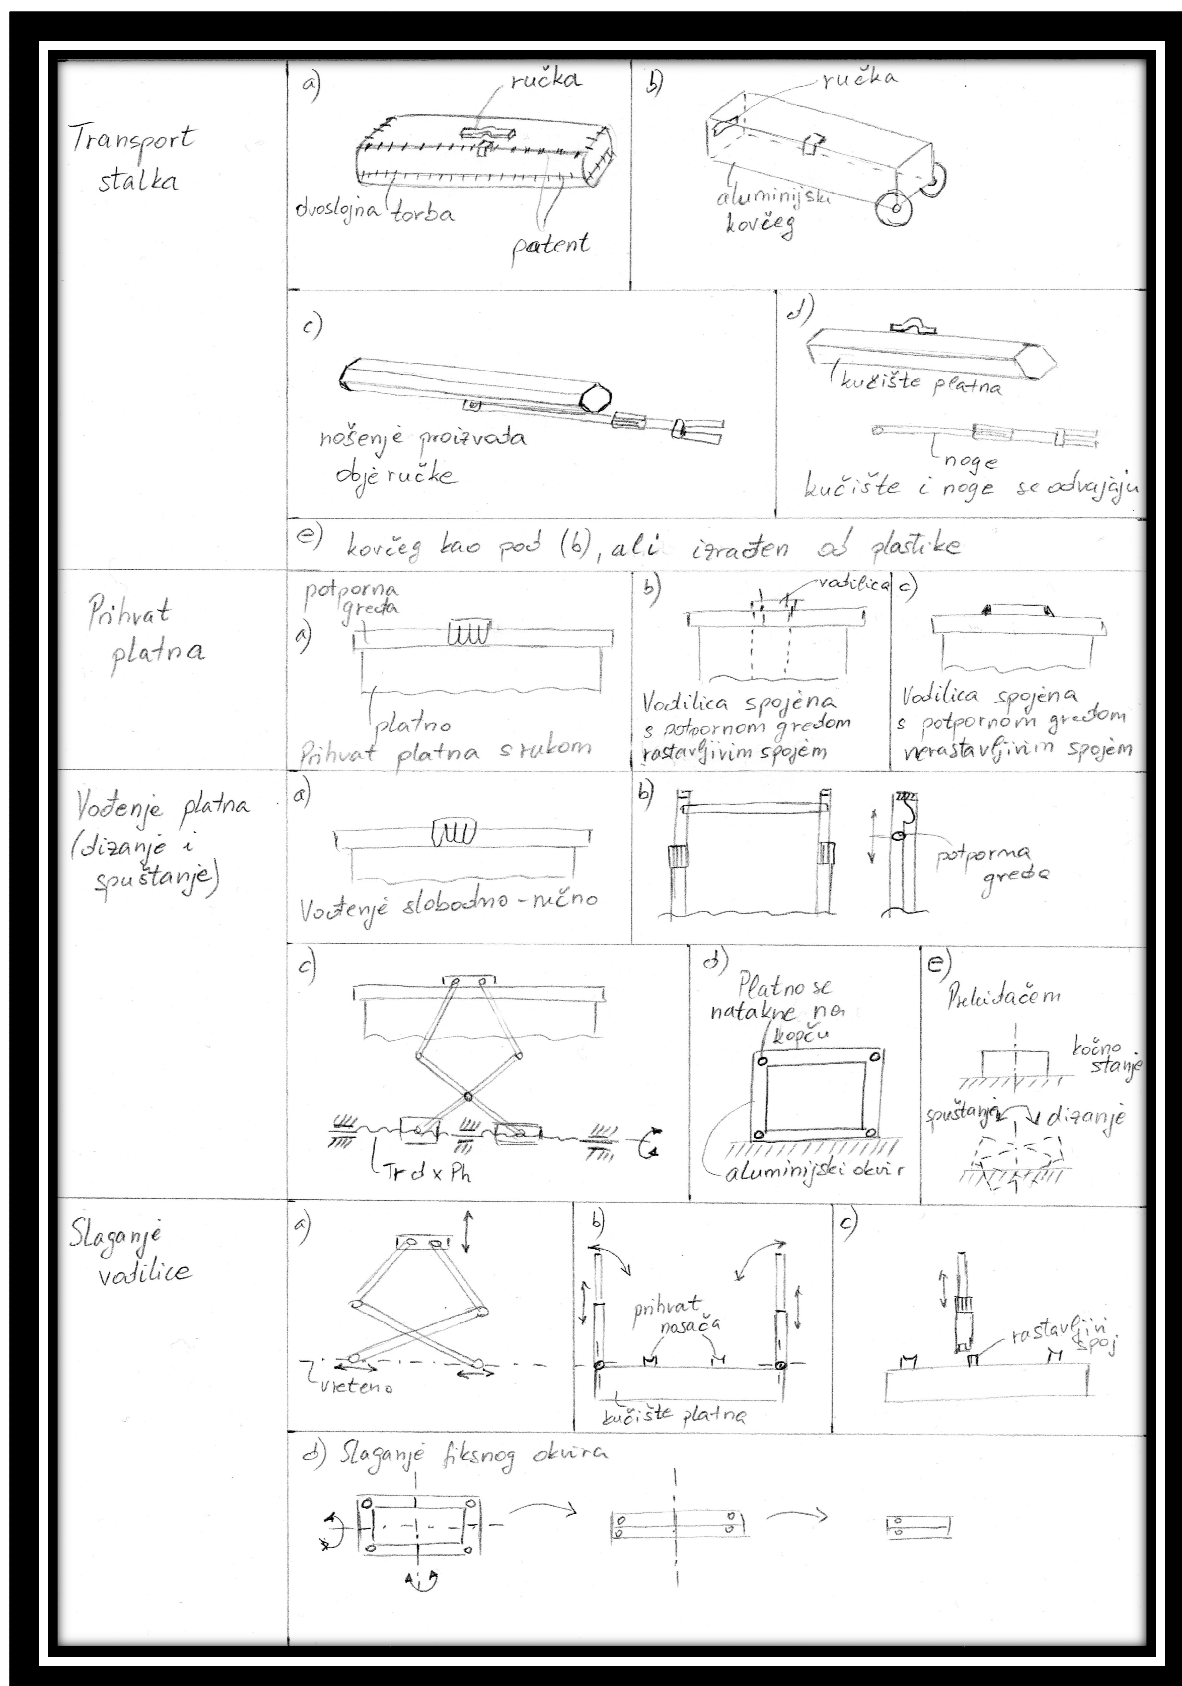 Transport
stalka
a)
ručka
dvoslojna torba
patent
b)
ručka
aluminijski
kovčeg
c)
nošenje proizvoda
objeručke
d)
kučište platna
noge
kučište i noge se odvajaju
e) kovčeg kao pod (b), ali izrađen od plastike
Prihvat
platna
potporna
greda
a)
platno
Prihvat platna s rukom
b)
vodilica
Vodilica spojena
s potpornom gredom
rastavljivim spojem
c)
Vodilica spojena
s potpornom gredom
nerastavljivim spojem
Vođenje platna
(dizanje i
spuštanje)
a)
Vođenje slobodno - ručno
b)
potporna
greda
c)
Tr d x Ph
d)
Platno se
natakne na
kopču
aluminijski okvir
e)
Prekidačem
kočno
stanje
spuštanje
dizanje
Slaganje
vodilice
a)
vreteno
b)
prihvat
nosača
kučište platna
c)
rastavljivi
spoj
d) Slaganje fiksnog okvira